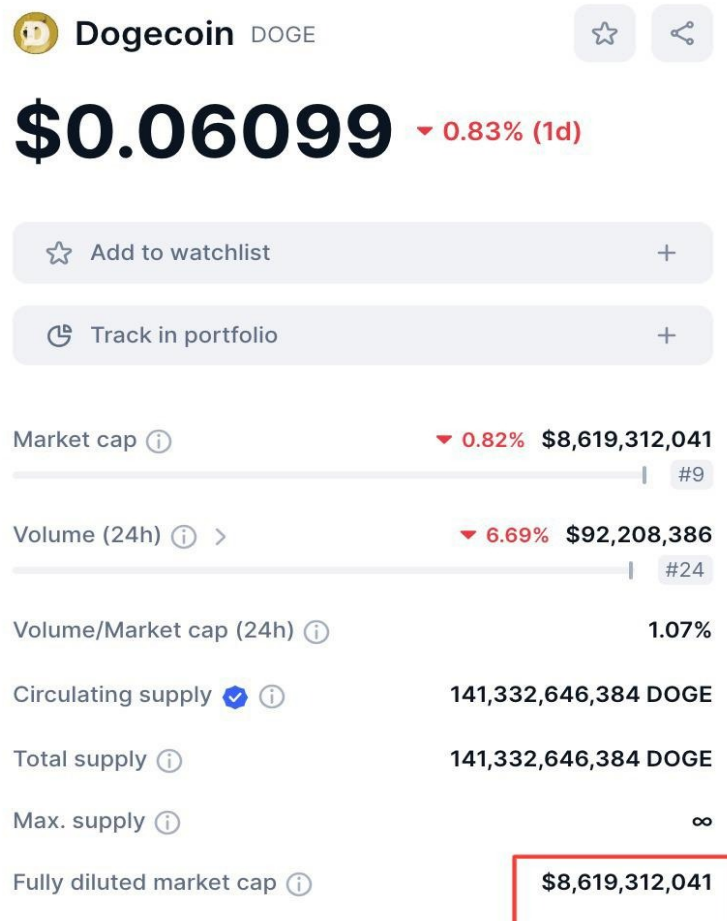 Dogecoin DOGE
$0.06099 0.83% (1d)
Add to watchlist +
Track in portfolio +
Market cap 0.82% $8,619,312,041
#9
Volume (24h) > 6.69% $92,208,386
#24
Volume/Market cap (24h) 1.07%
Circulating supply 141,332,646,384 DOGE
Total supply 141,332,646,384 DOGE
Max. supply ∞
Fully diluted market cap $8,619,312,041